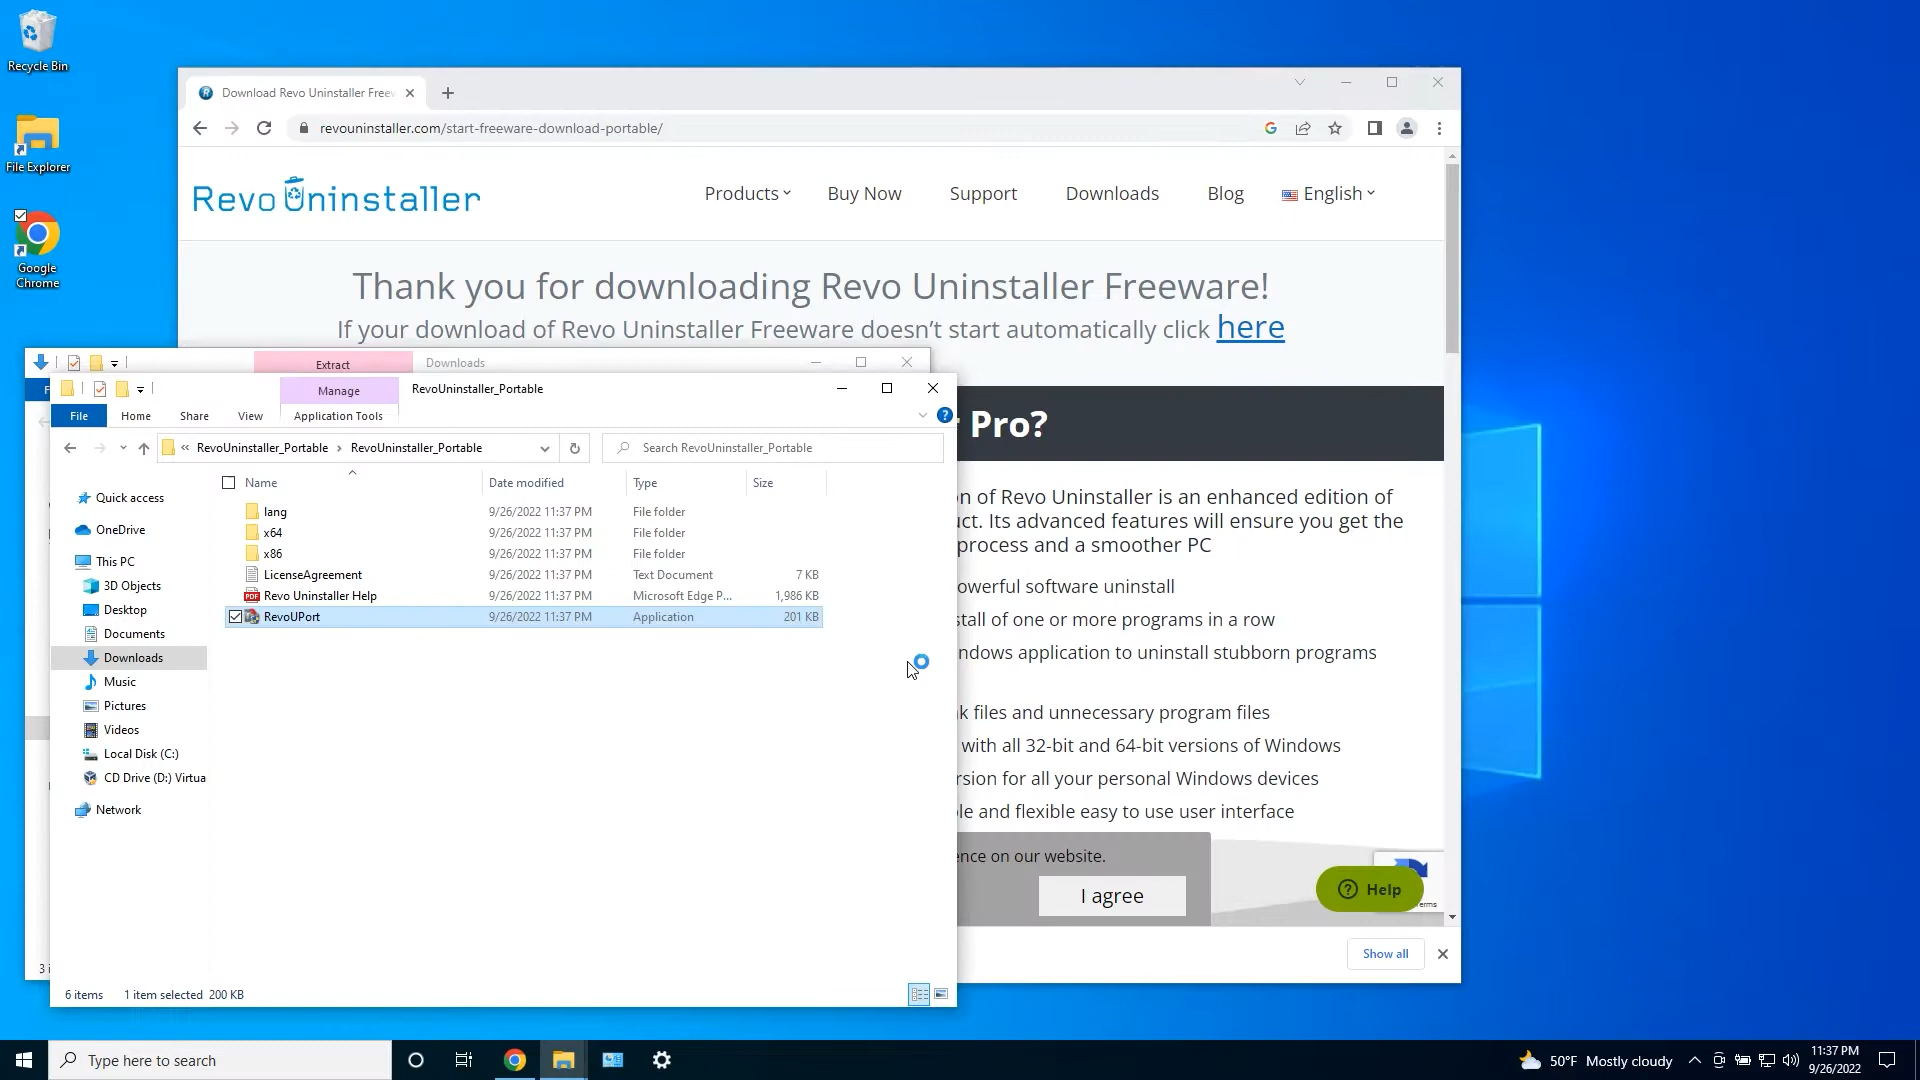 Recycle Bin
File Explorer
Google
Chrome
Download Revo Uninstaller Freew
revouninstaller.com/start-freeware-download-portable/
Revo Uninstaller
Products
Buy Now
Support
Downloads
Blog
English
Thank you for downloading Revo Uninstaller Freeware!
If your download of Revo Uninstaller Freeware doesn't start automatically click here
Pro?
n of Revo Uninstaller is an enhanced edition of
uct. Its advanced features will ensure you get the
process and a smoother PC
owerful software uninstall
stall of one or more programs in a row
ndows application to uninstall stubborn programs
k files and unnecessary program files
with all 32-bit and 64-bit versions of Windows
rsion for all your personal Windows devices
le and flexible easy to use user interface
ence on our website.
I agree
Help
Show all
Extract
Downloads
Manage
RevoUninstaller_Portable
File
Home
Share
View
Application Tools
« RevoUninstaller_Portable › RevoUninstaller_Portable
Search RevoUninstaller_Portable
Name
Date modified
Type
Size
lang 9/26/2022 11:37 PM File folder
x64 9/26/2022 11:37 PM File folder
x86 9/26/2022 11:37 PM File folder
LicenseAgreement 9/26/2022 11:37 PM Text Document 7 KB
Revo Uninstaller Help 9/26/2022 11:37 PM Microsoft Edge P... 1,986 KB
RevoUPort 9/26/2022 11:37 PM Application 201 KB
Quick access
OneDrive
This PC
3D Objects
Desktop
Documents
Downloads
Music
Pictures
Videos
Local Disk (C:)
CD Drive (D:) Virtua
Network
3 i
6 items
1 item selected 200 KB
Type here to search
50°F Mostly cloudy
11:37 PM
9/26/2022